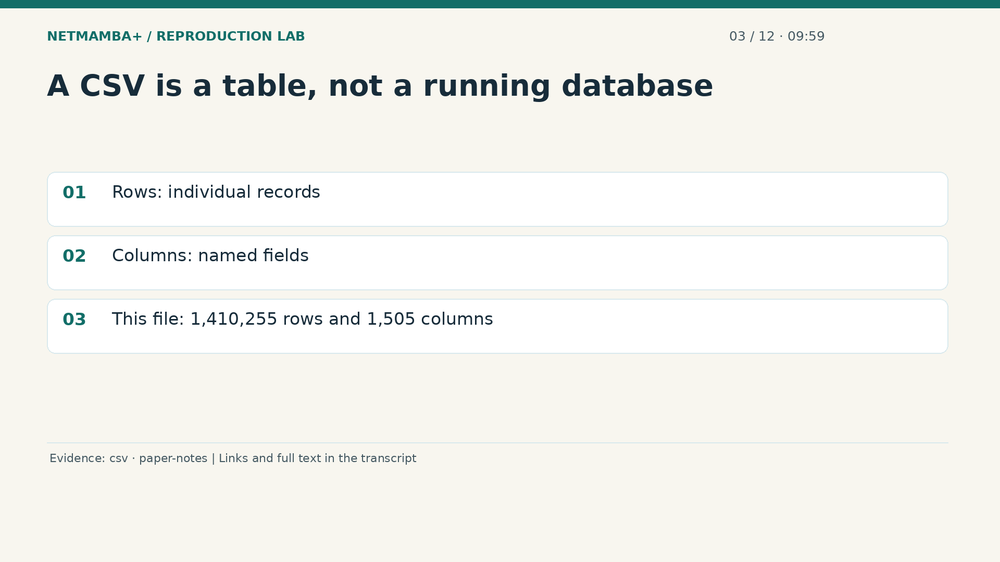 NETMAMBA+ / REPRODUCTION LAB
03 / 12 · 09:59
A CSV is a table, not a running database
01 Rows: individual records
02 Columns: named fields
03 This file: 1,410,255 rows and 1,505 columns
Evidence: csv · paper-notes | Links and full text in the transcript